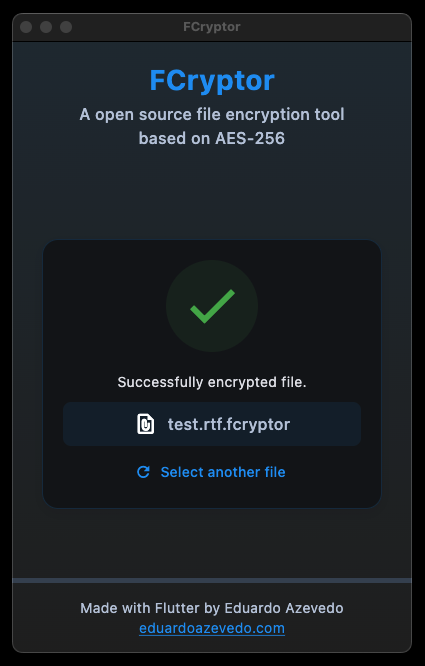 FCryptor
FCryptor
A open source file encryption tool
based on AES-256
Successfully encrypted file.
test.rtf.fcryptor
Select another file
Made with Flutter by Eduardo Azevedo
eduardoazevedo.com